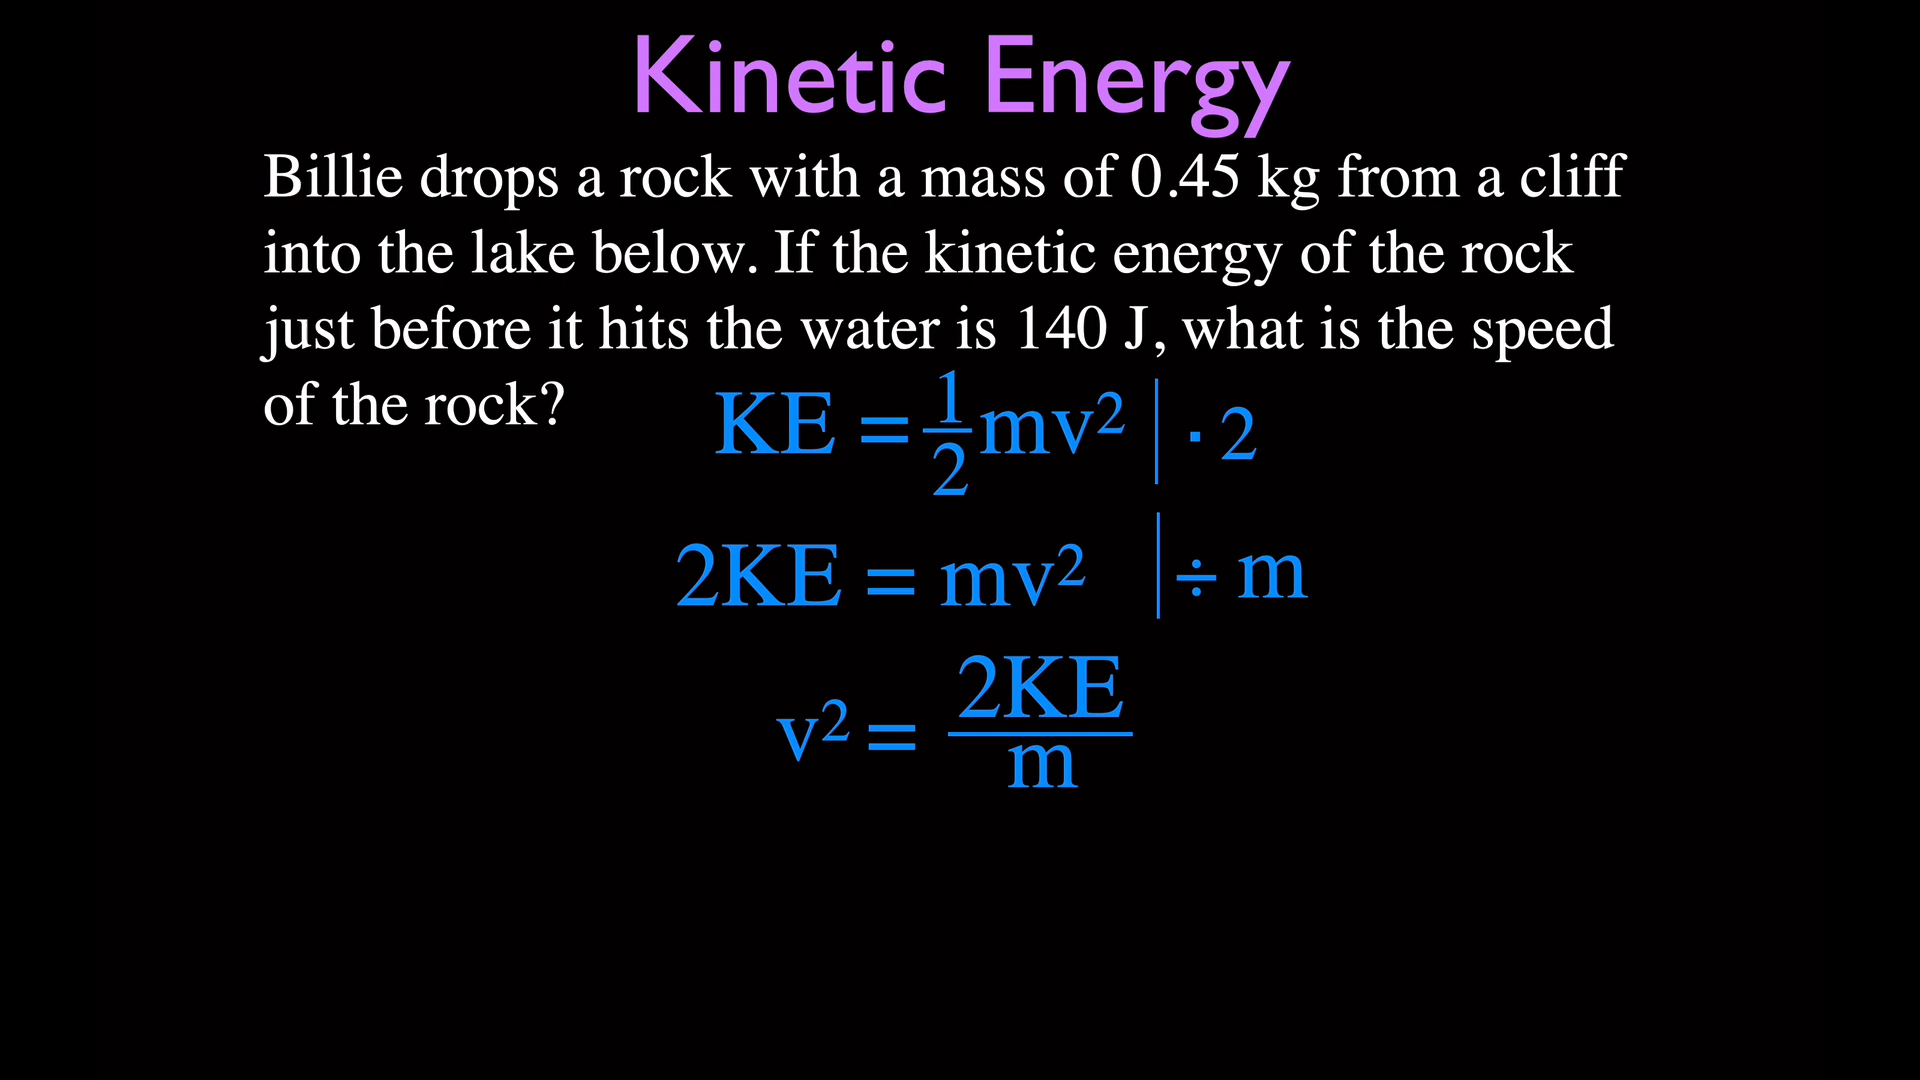 Kinetic Energy
Billie drops a rock with a mass of 0.45 kg from a cliff
into the lake below. If the kinetic energy of the rock
just before it hits the water is 140 J, what is the speed
of the rock?
KE = 1/2 mv² | · 2
2KE = mv² | ÷ m
v² = 2KE/m